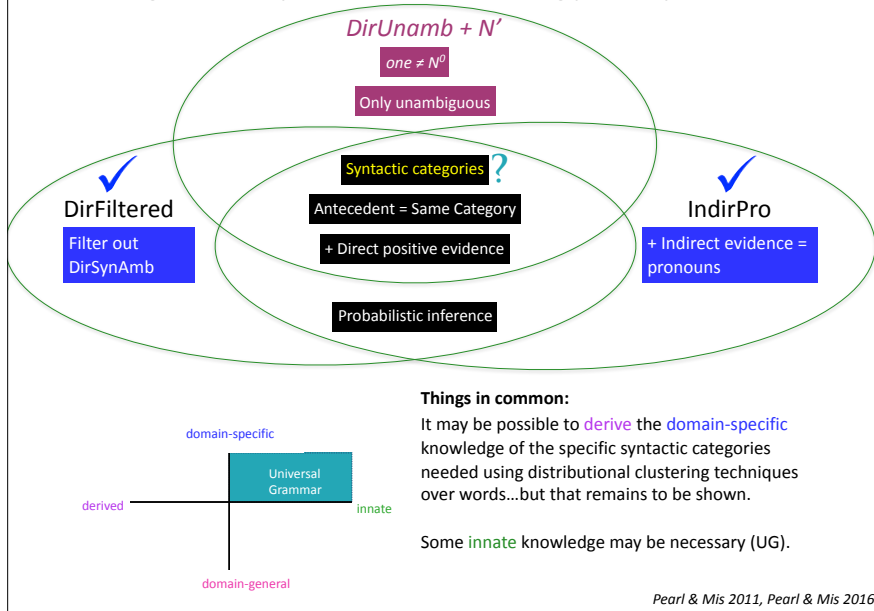 DirUnamb + N’
one ≠ N⁰
Only unambiguous
Syntactic categories ?
Antecedent = Same Category
+ Direct positive evidence
Probabilistic inference
DirFiltered
Filter out
DirSynAmb
IndirPro
+ Indirect evidence =
pronouns
Things in common:
It may be possible to derive the domain-specific
knowledge of the specific syntactic categories
needed using distributional clustering techniques
over words…but that remains to be shown.
Some innate knowledge may be necessary (UG).
domain-specific
Universal
Grammar
derived
innate
domain-general
Pearl & Mis 2011, Pearl & Mis 2016